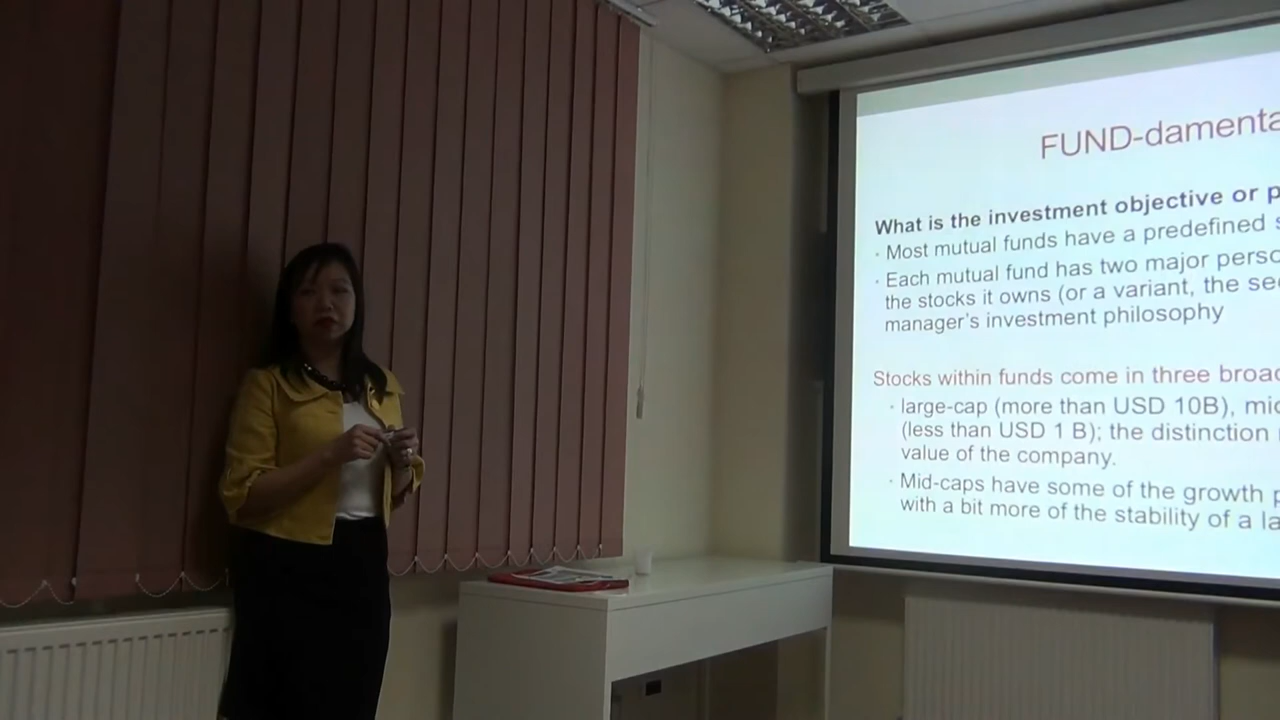 FUND-damenta
What is the investment objective or p
· Most mutual funds have a predefined s
· Each mutual fund has two major perso
the stocks it owns (or a variant, the sec
manager's investment philosophy
Stocks within funds come in three broad
· large-cap (more than USD 10B), mid
(less than USD 1 B); the distinction
value of the company.
· Mid-caps have some of the growth p
with a bit more of the stability of a la